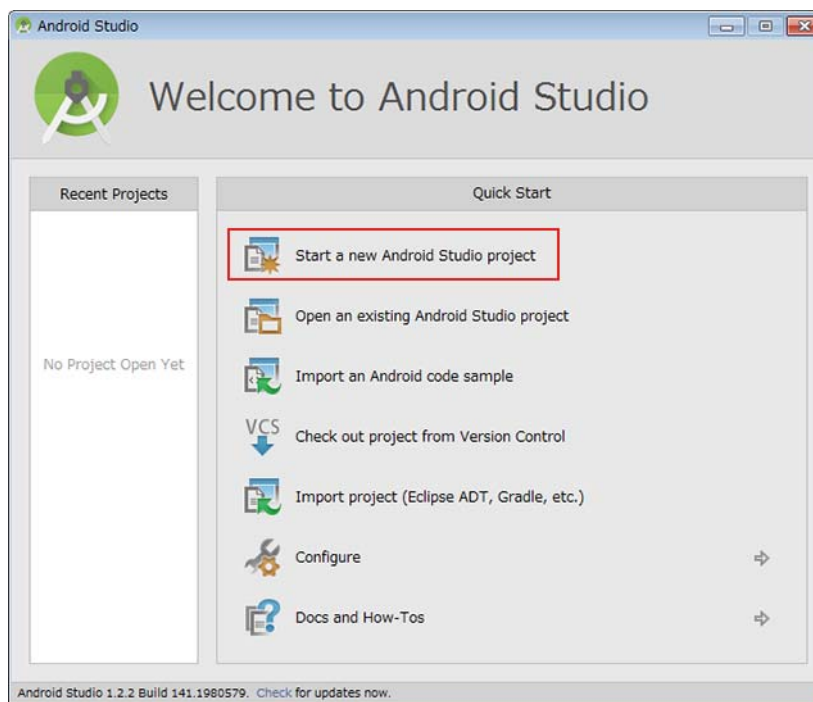 Android Studio
Welcome to Android Studio
Recent Projects
No Project Open Yet
Quick Start
Start a new Android Studio project
Open an existing Android Studio project
Import an Android code sample
VCS
Check out project from Version Control
Import project (Eclipse ADT, Gradle, etc.)
Configure
Docs and How-Tos
Android Studio 1.2.2 Build 141.1980579. Check for updates now.